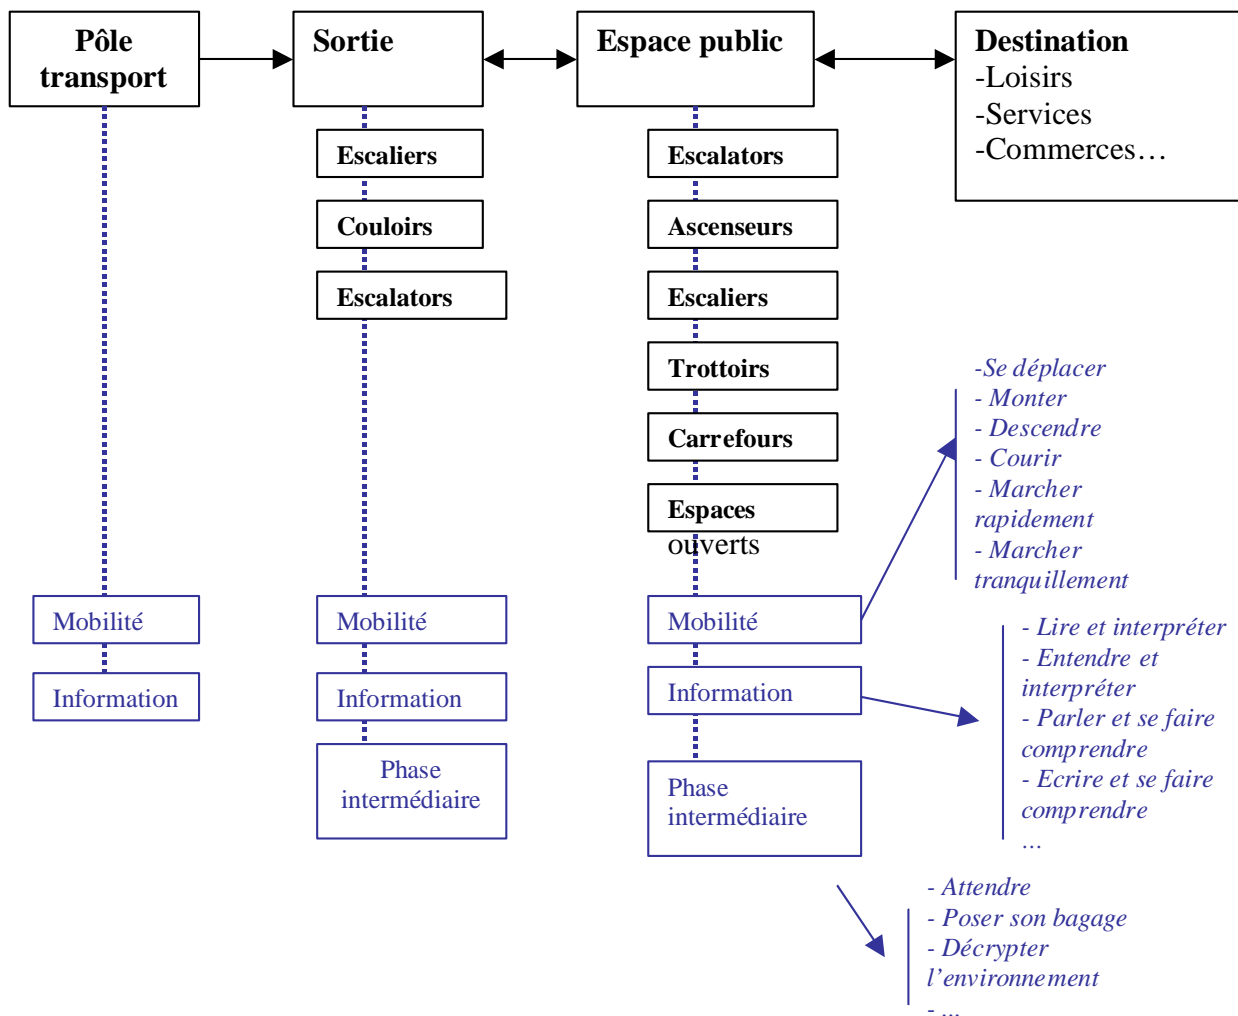 Pôle
transport
Sortie
Espace public
Destination
-Loisirs
-Services
-Commerces…
Escaliers
Couloirs
Escalators
Escalators
Ascenseurs
Escaliers
Trottoirs
Carrefours
Espaces
ouverts
Mobilité
Information
Mobilité
Information
Phase
intermédiaire
Mobilité
Information
Phase
intermédiaire
-Se déplacer
- Monter
- Descendre
- Courir
- Marcher
rapidement
- Marcher
tranquillement
- Lire et interpréter
- Entendre et
interpréter
- Parler et se faire
comprendre
- Ecrire et se faire
comprendre
...
- Attendre
- Poser son bagage
- Décrypter
l’environnement
- ...